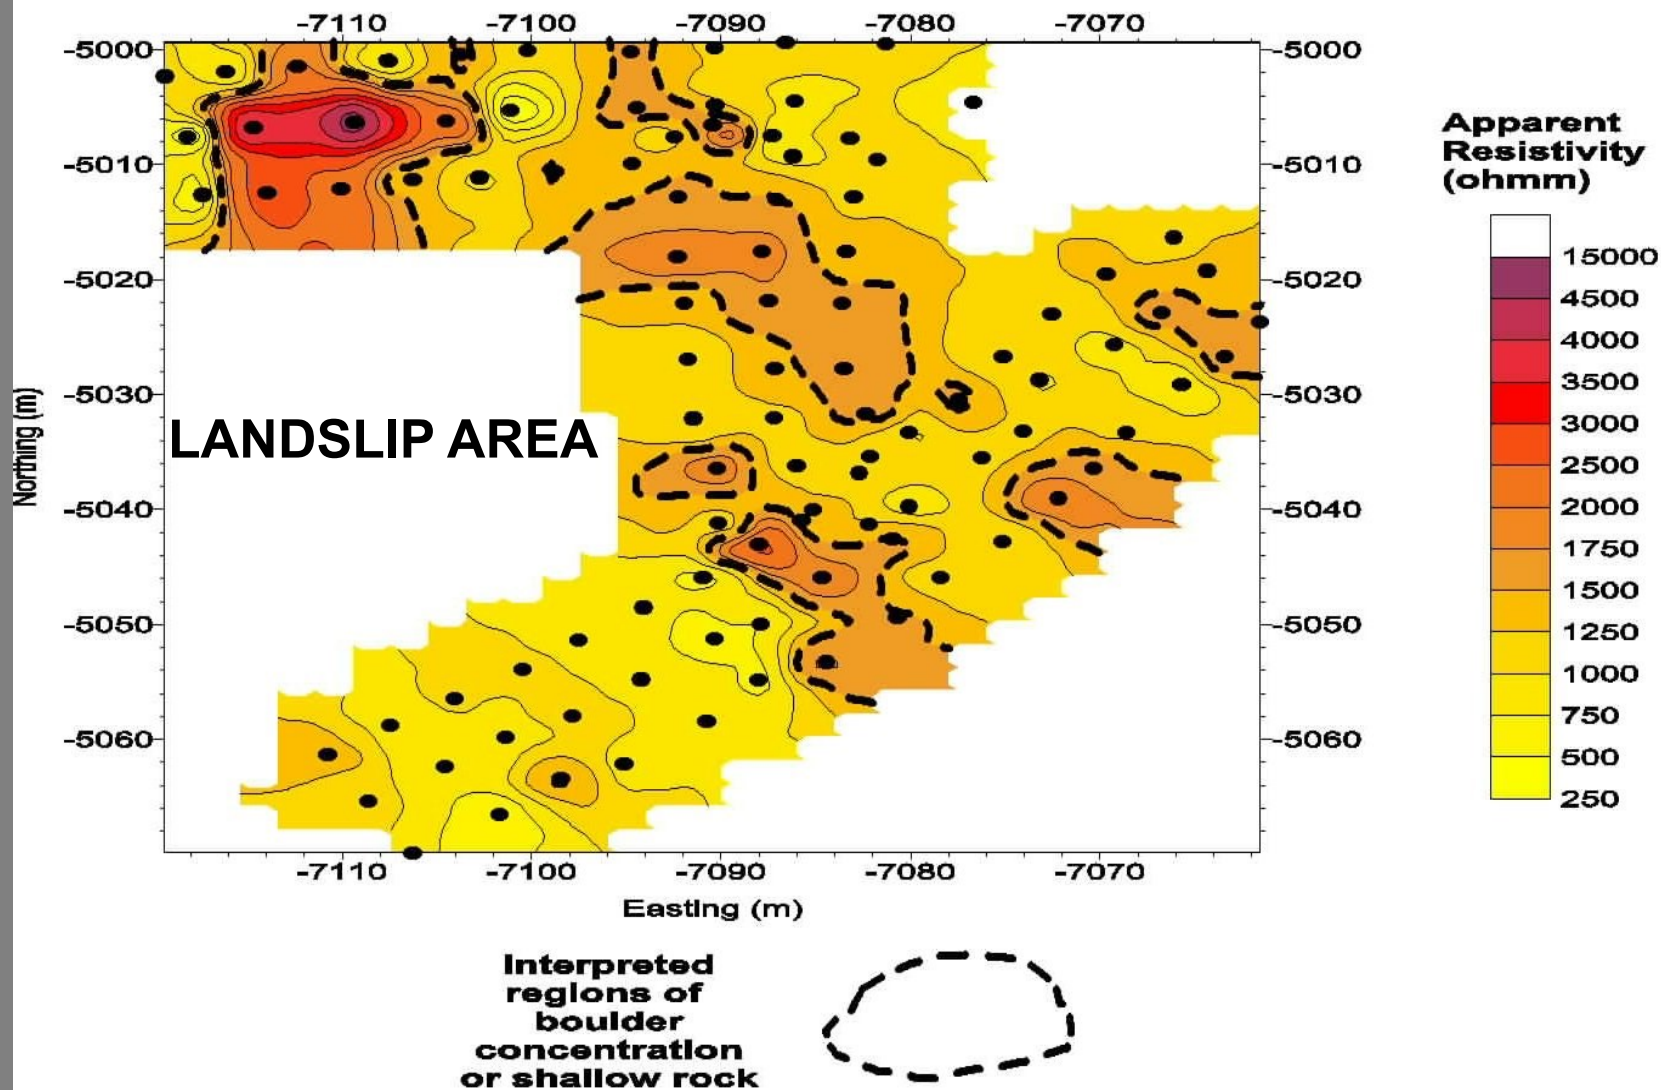 -7110 -7100 -7090 -7080 -7070
-5000 -5000
-5010 -5010
-5020 -5020
-5030 -5030
-5040 -5040
-5050 -5050
-5060 -5060
Northing (m)
LANDSLIP AREA
-7110 -7100 -7090 -7080 -7070
Easting (m)
Apparent
Resistivity
(ohmm)
15000
4500
4000
3500
3000
2500
2000
1750
1500
1250
1000
750
500
250
Interpreted
regions of
boulder
concentration
or shallow rock